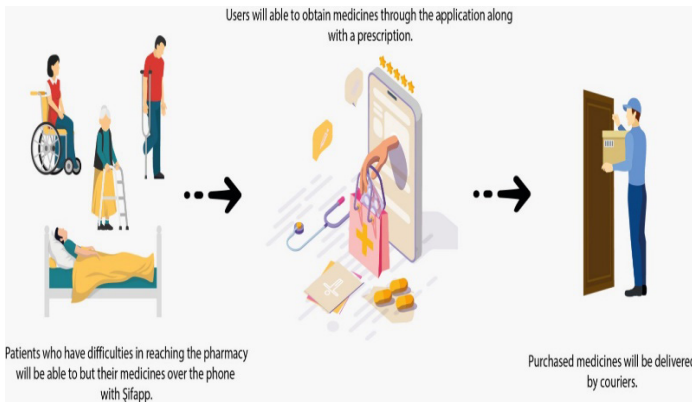 Users will able to obtain medicines through the application along
with a prescription.
Patients who have difficulties in reaching the pharmacy
will be able to but their medicines over the phone
with Şifapp.
Purchased medicines will be delivered
by couriers.